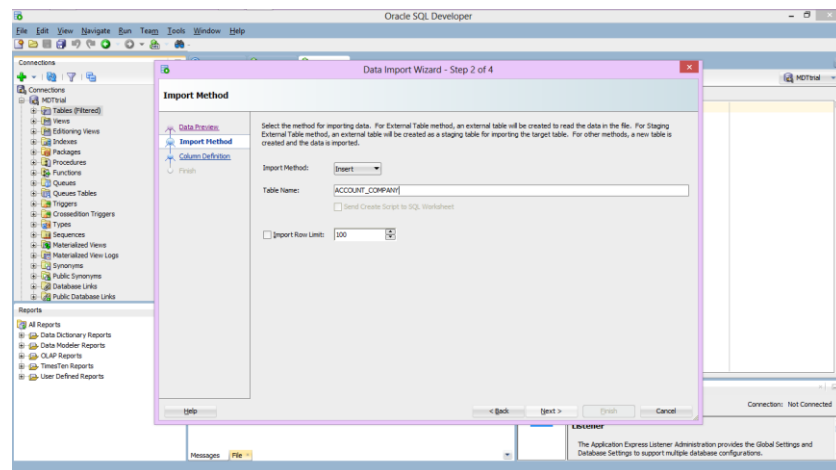 Oracle SQL Developer
File Edit View Navigate Run Team Tools Window Help
Connections
Connections
MDTtrial
Tables (Filtered)
Views
Editioning Views
Indexes
Packages
Procedures
Functions
Queues
Queues Tables
Triggers
Crossedition Triggers
Types
Sequences
Materialized Views
Materialized View Logs
Synonyms
Public Synonyms
Database Links
Public Database Links
Reports
All Reports
Data Dictionary Reports
Data Modeler Reports
OLAP Reports
TimesTen Reports
User Defined Reports
Data Import Wizard - Step 2 of 4
Import Method
Data Preview
Import Method
Column Definition
Finish
Select the method for importing data. For External Table method, an external table will be created to read the data in the file. For Staging
External Table method, an external table will be created as a staging table for importing the target table. For other methods, a new table is
created and the data is imported.
Import Method: Insert
Table Name: ACCOUNT_COMPANY
Send Create Script to SQL Worksheet
Import Row Limit: 100
Help < Back Next > Finish Cancel
MDTtrial
Connection: Not Connected
Listener
The Application Express Listener Administration provides the Global Settings and
Database Settings to support multiple database configurations.
Messages File